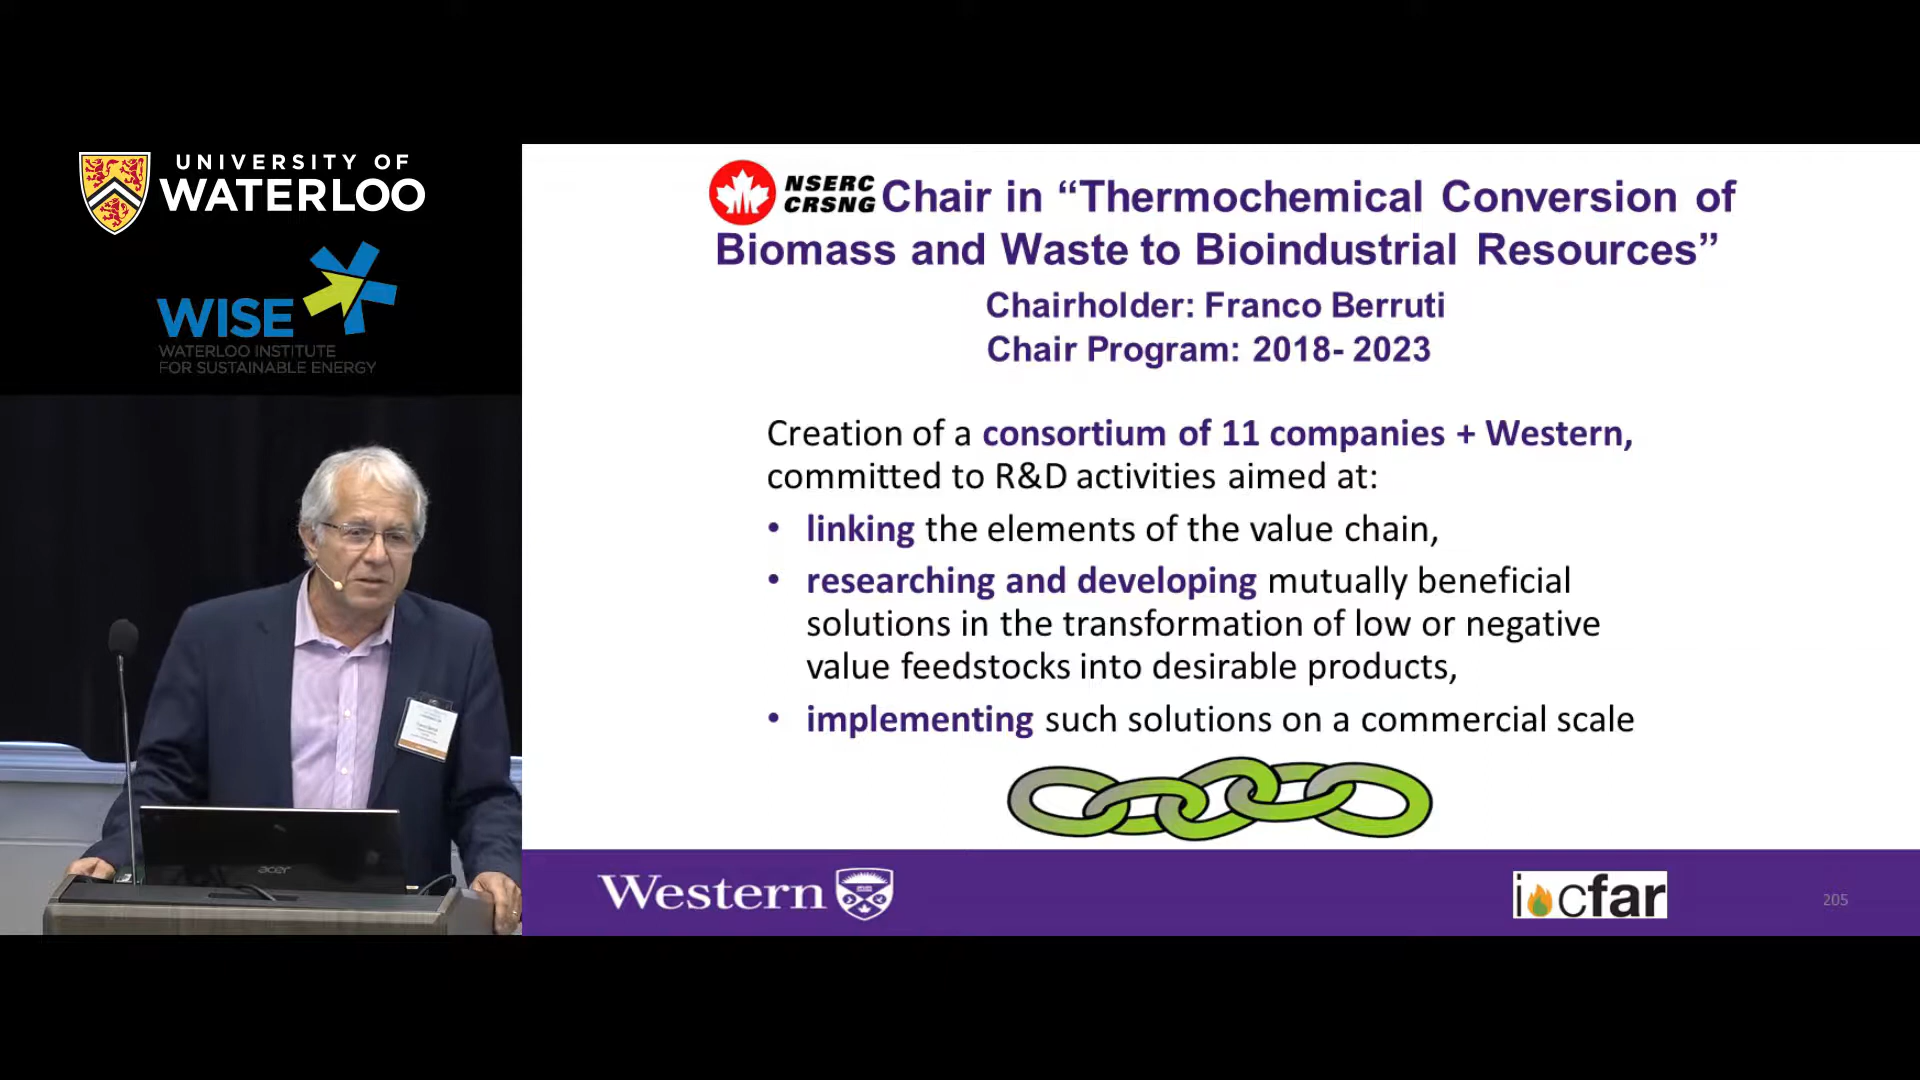 UNIVERSITY OF
WATERLOO
WISE
WATERLOO INSTITUTE
FOR SUSTAINABLE ENERGY
NSERC
CRSNG
Chair in “Thermochemical Conversion of
Biomass and Waste to Bioindustrial Resources”
Chairholder: Franco Berruti
Chair Program: 2018- 2023
Creation of a consortium of 11 companies + Western,
committed to R&D activities aimed at:
• linking the elements of the value chain,
• researching and developing mutually beneficial
solutions in the transformation of low or negative
value feedstocks into desirable products,
• implementing such solutions on a commercial scale
acer
Western
icfar
205